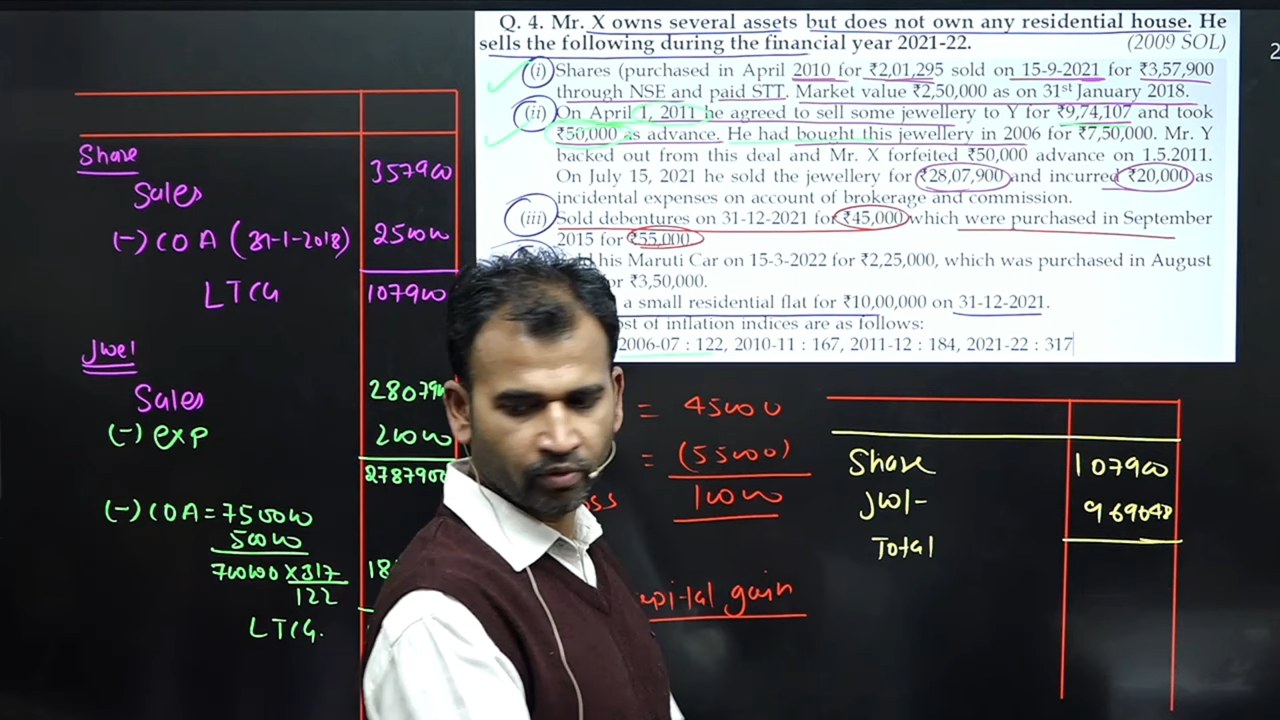 Q. 4. Mr. X owns several assets but does not own any residential house. He
sells the following during the financial year 2021-22. (2009 SOL)
(i) Shares (purchased in April 2010 for ₹2,01,295 sold on 15-9-2021 for ₹3,57,900
through NSE and paid STT. Market value ₹2,50,000 as on 31st January 2018.
(ii) On April 1, 2011 he agreed to sell some jewellery to Y for ₹9,74,107 and took
₹50,000 as advance. He had bought this jewellery in 2006 for ₹7,50,000. Mr. Y
backed out from this deal and Mr. X forfeited ₹50,000 advance on 1.5.2011.
On July 15, 2021 he sold the jewellery for ₹28,07,900 and incurred ₹20,000 as
incidental expenses on account of brokerage and commission.
(iii) Sold debentures on 31-12-2021 for ₹45,000 which were purchased in September
2015 for ₹55,000.
his Maruti Car on 15-3-2022 for ₹2,25,000, which was purchased in August
for ₹3,50,000.
a small residential flat for ₹10,00,000 on 31-12-2021.
of inflation indices are as follows:
2006-07 : 122, 2010-11 : 167, 2011-12 : 184, 2021-22 : 317
2
Share
Sales 357900
(-) COA (31-1-2018) 250000
LTCG 107900
Jwel
Sales
(-) exp 20000
2787900
(-) COA = 750000
50000
700000 × 317
122
LTCG.
= 45000
= (55000)
10000
gain
Share 107900
Jwl- 969048
Total